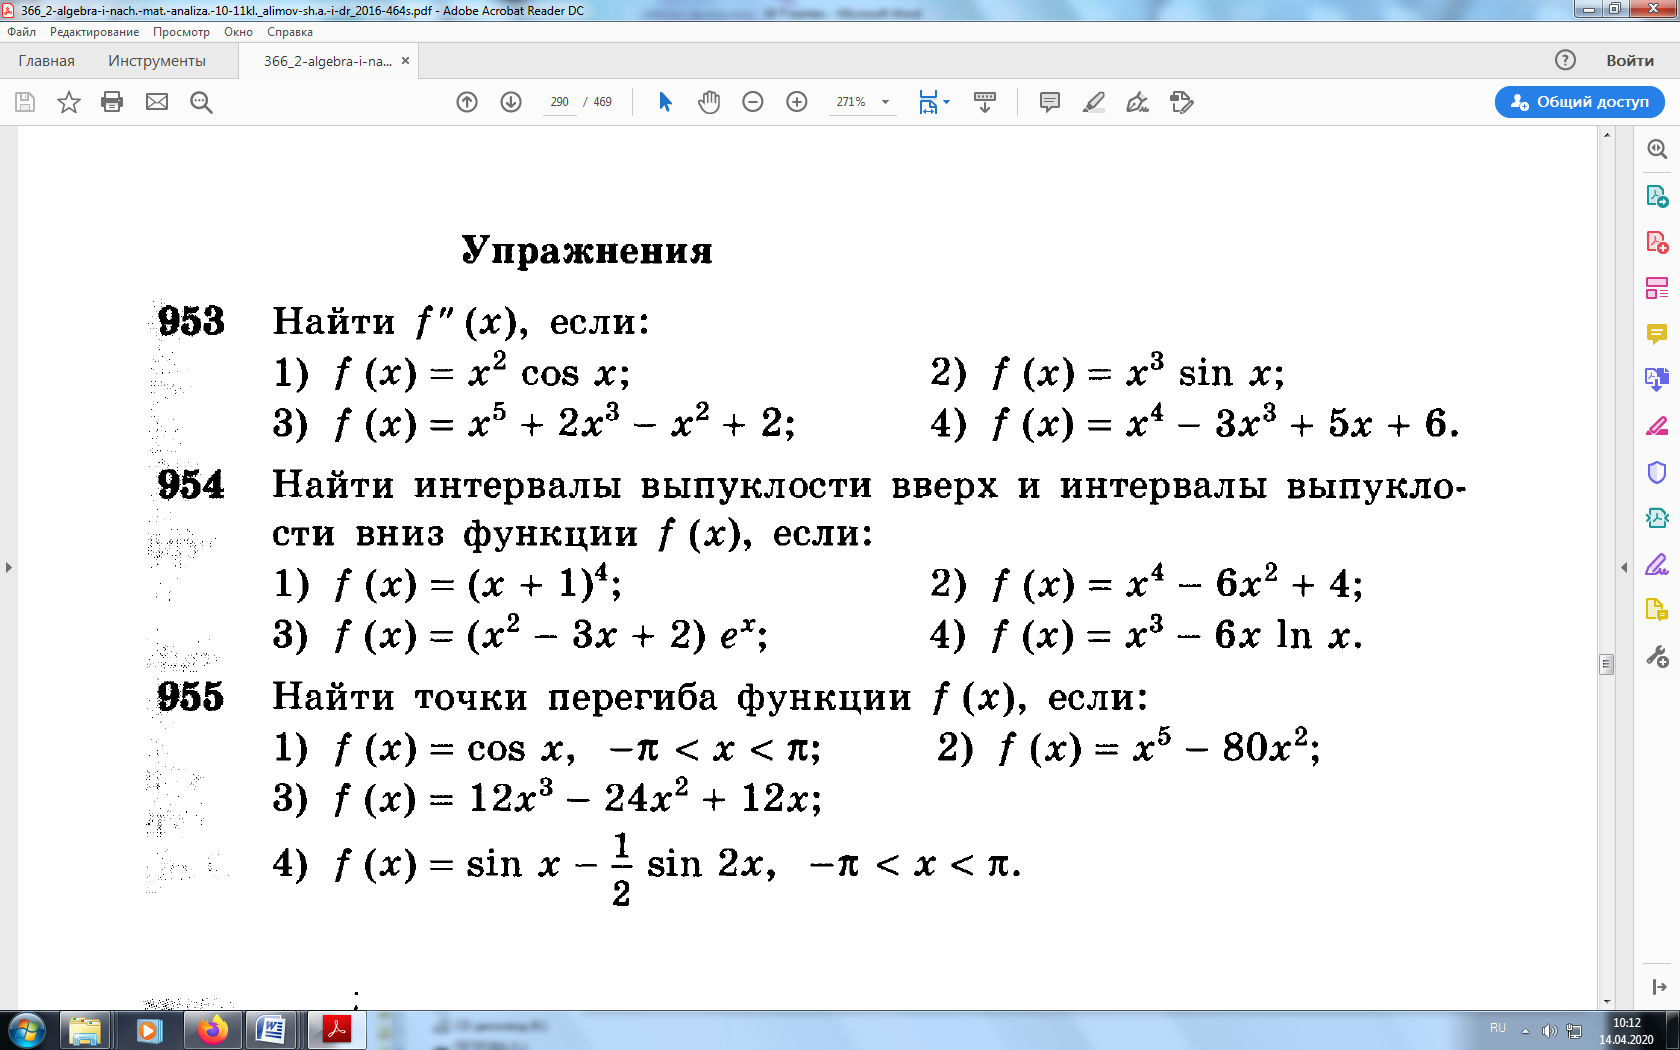 366_2-algebra-i-nach.-mat.-analiza.-10-11kl._alimov-sh.a.-i-dr_2016-464s.pdf - Adobe Acrobat Reader DC
Файл Редактирование Просмотр Окно Справка
Главная Инструменты 366_2-algebra-i-na... × Войти
290 / 469 271% Общий доступ
Упражнения
953 Найти f″ (x), если:
1) f (x) = x² cos x; 2) f (x) = x³ sin x;
3) f (x) = x⁵ + 2x³ − x² + 2; 4) f (x) = x⁴ − 3x³ + 5x + 6.
954 Найти интервалы выпуклости вверх и интервалы выпукло-
сти вниз функции f (x), если:
1) f (x) = (x + 1)⁴; 2) f (x) = x⁴ − 6x² + 4;
3) f (x) = (x² − 3x + 2) eˣ; 4) f (x) = x³ − 6x ln x.
955 Найти точки перегиба функции f (x), если:
1) f (x) = cos x, −π < x < π; 2) f (x) = x⁵ − 80x²;
3) f (x) = 12x³ − 24x² + 12x;
4) f (x) = sin x − 1/2 sin 2x, −π < x < π.
RU 10:12
14.04.2020